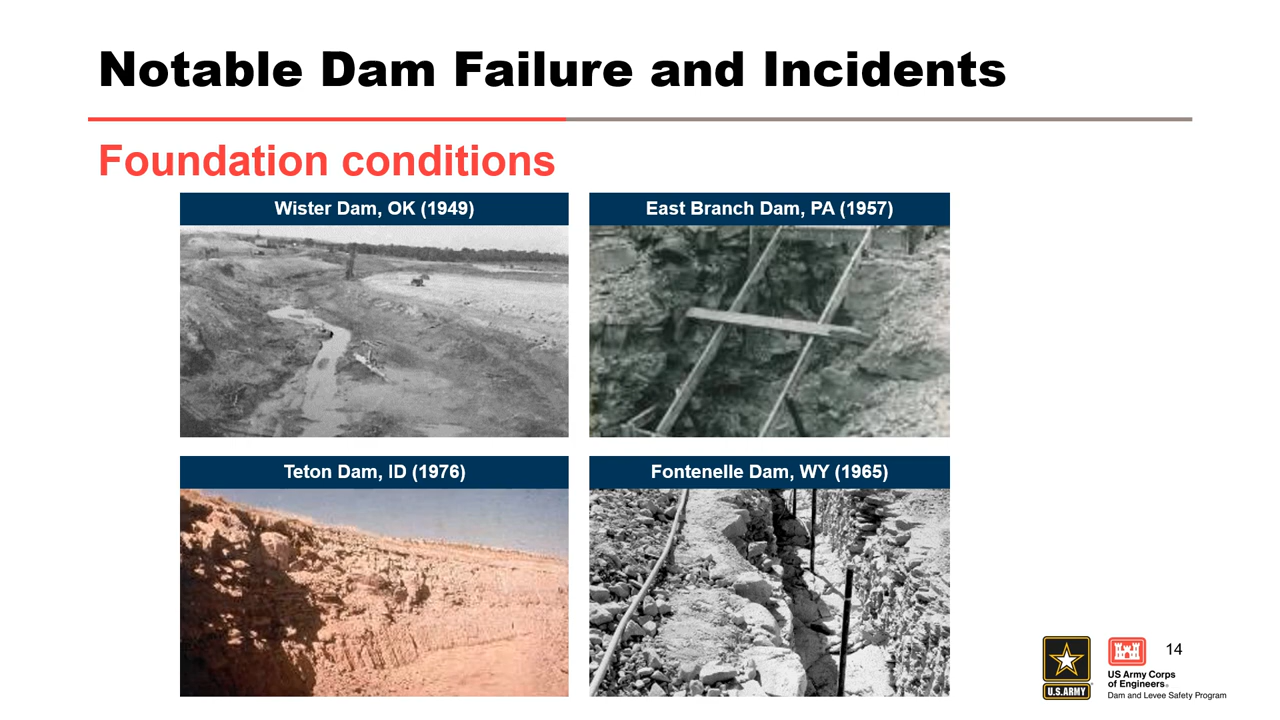 Notable Dam Failure and Incidents
Foundation conditions
Wister Dam, OK (1949)
East Branch Dam, PA (1957)
Teton Dam, ID (1976)
Fontenelle Dam, WY (1965)
14
U.S.ARMY
US Army Corps
of Engineers®
Dam and Levee Safety Program